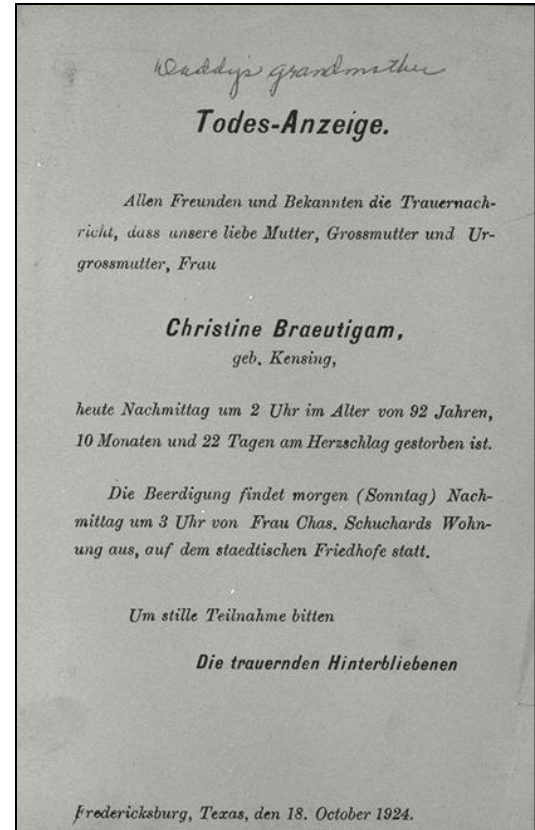 Daddy's grandmother
Todes-Anzeige.
Allen Freunden und Bekannten die Trauernach-
richt, dass unsere liebe Mutter, Grossmutter und Ur-
grossmutter, Frau
Christine Braeutigam,
geb. Kensing,
heute Nachmittag um 2 Uhr im Alter von 92 Jahren,
10 Monaten und 22 Tagen am Herzschlag gestorben ist.
Die Beerdigung findet morgen (Sonntag) Nach-
mittag um 3 Uhr von Frau Chas. Schuchards Wohn-
ung aus, auf dem staedtischen Friedhofe statt.
Um stille Teilnahme bitten
Die trauernden Hinterbliebenen
Fredericksburg, Texas, den 18. October 1924.